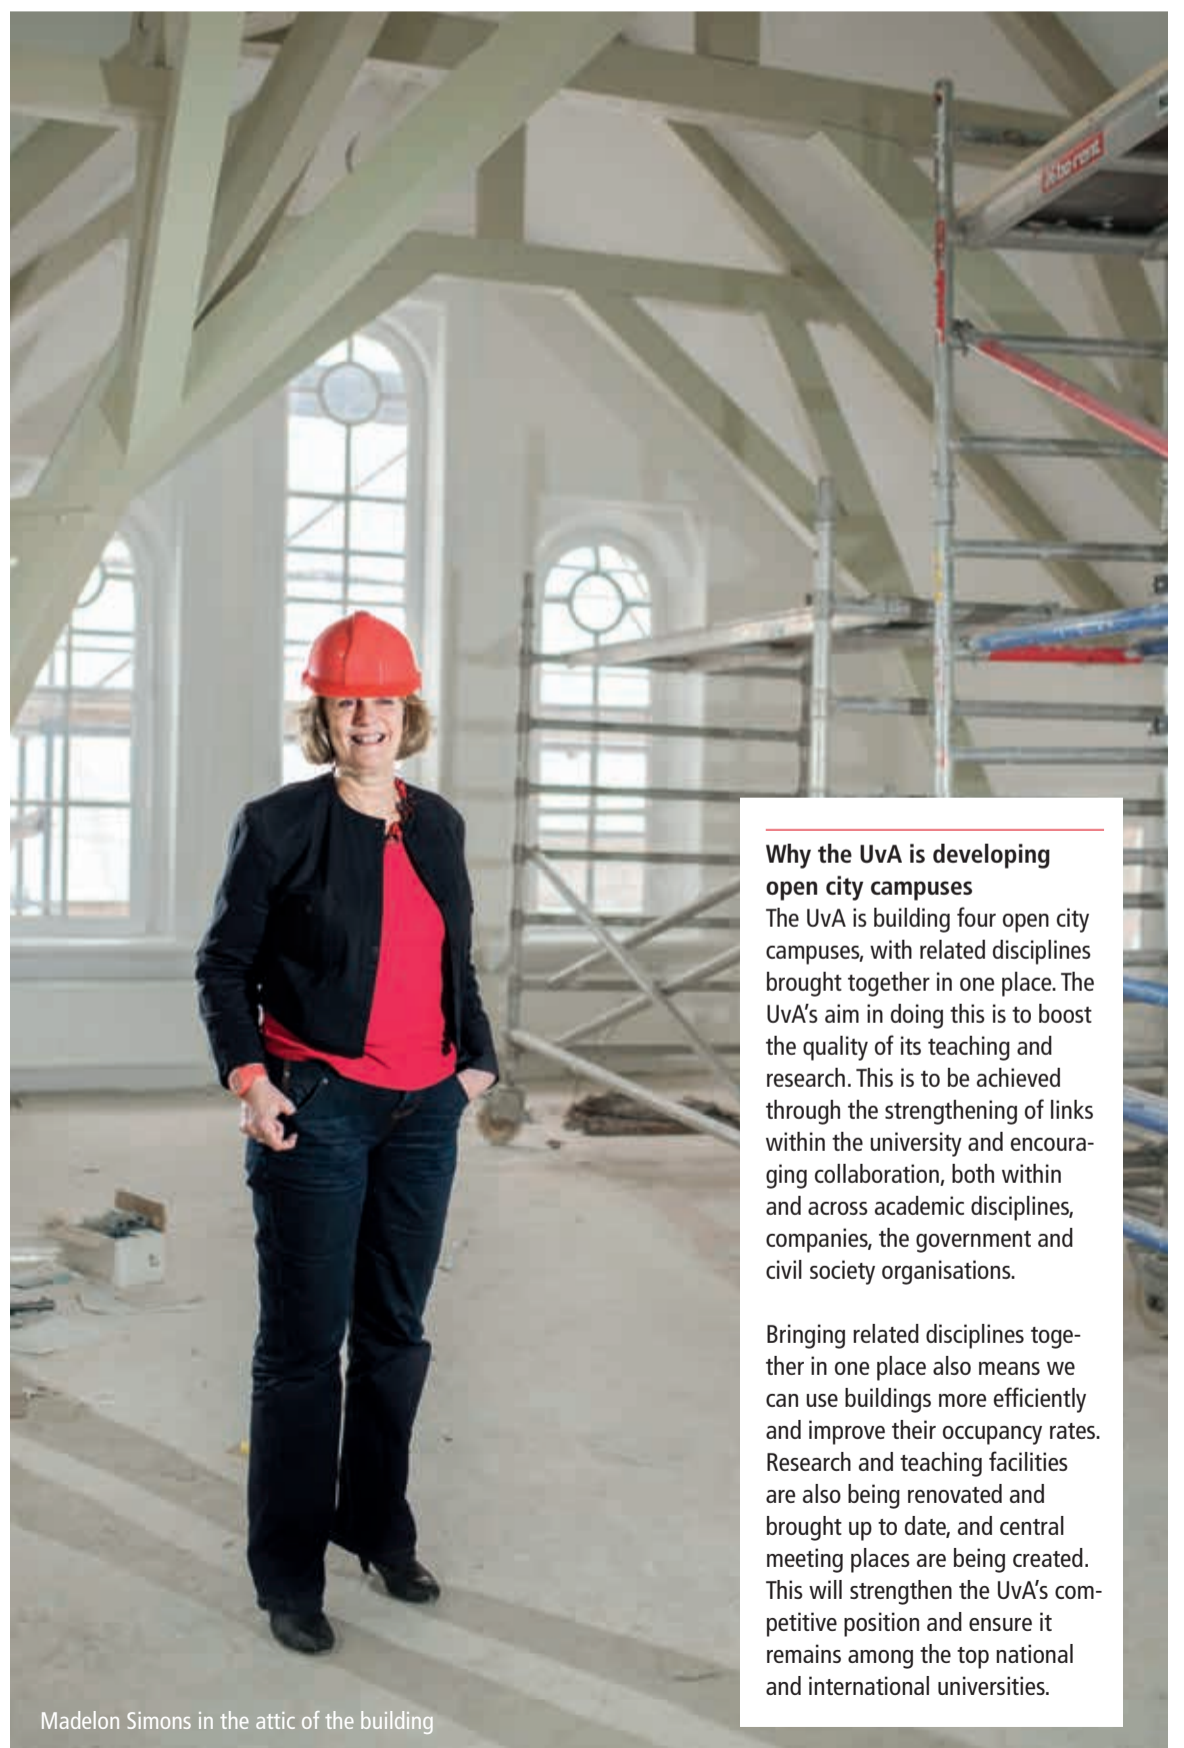 bo-rent
Why the UvA is developing
open city campuses
The UvA is building four open city
campuses, with related disciplines
brought together in one place. The
UvA's aim in doing this is to boost
the quality of its teaching and
research. This is to be achieved
through the strengthening of links
within the university and encoura-
ging collaboration, both within
and across academic disciplines,
companies, the government and
civil society organisations.
Bringing related disciplines toge-
ther in one place also means we
can use buildings more efficiently
and improve their occupancy rates.
Research and teaching facilities
are also being renovated and
brought up to date, and central
meeting places are being created.
This will strengthen the UvA's com-
petitive position and ensure it
remains among the top national
and international universities.
Madelon Simons in the attic of the building